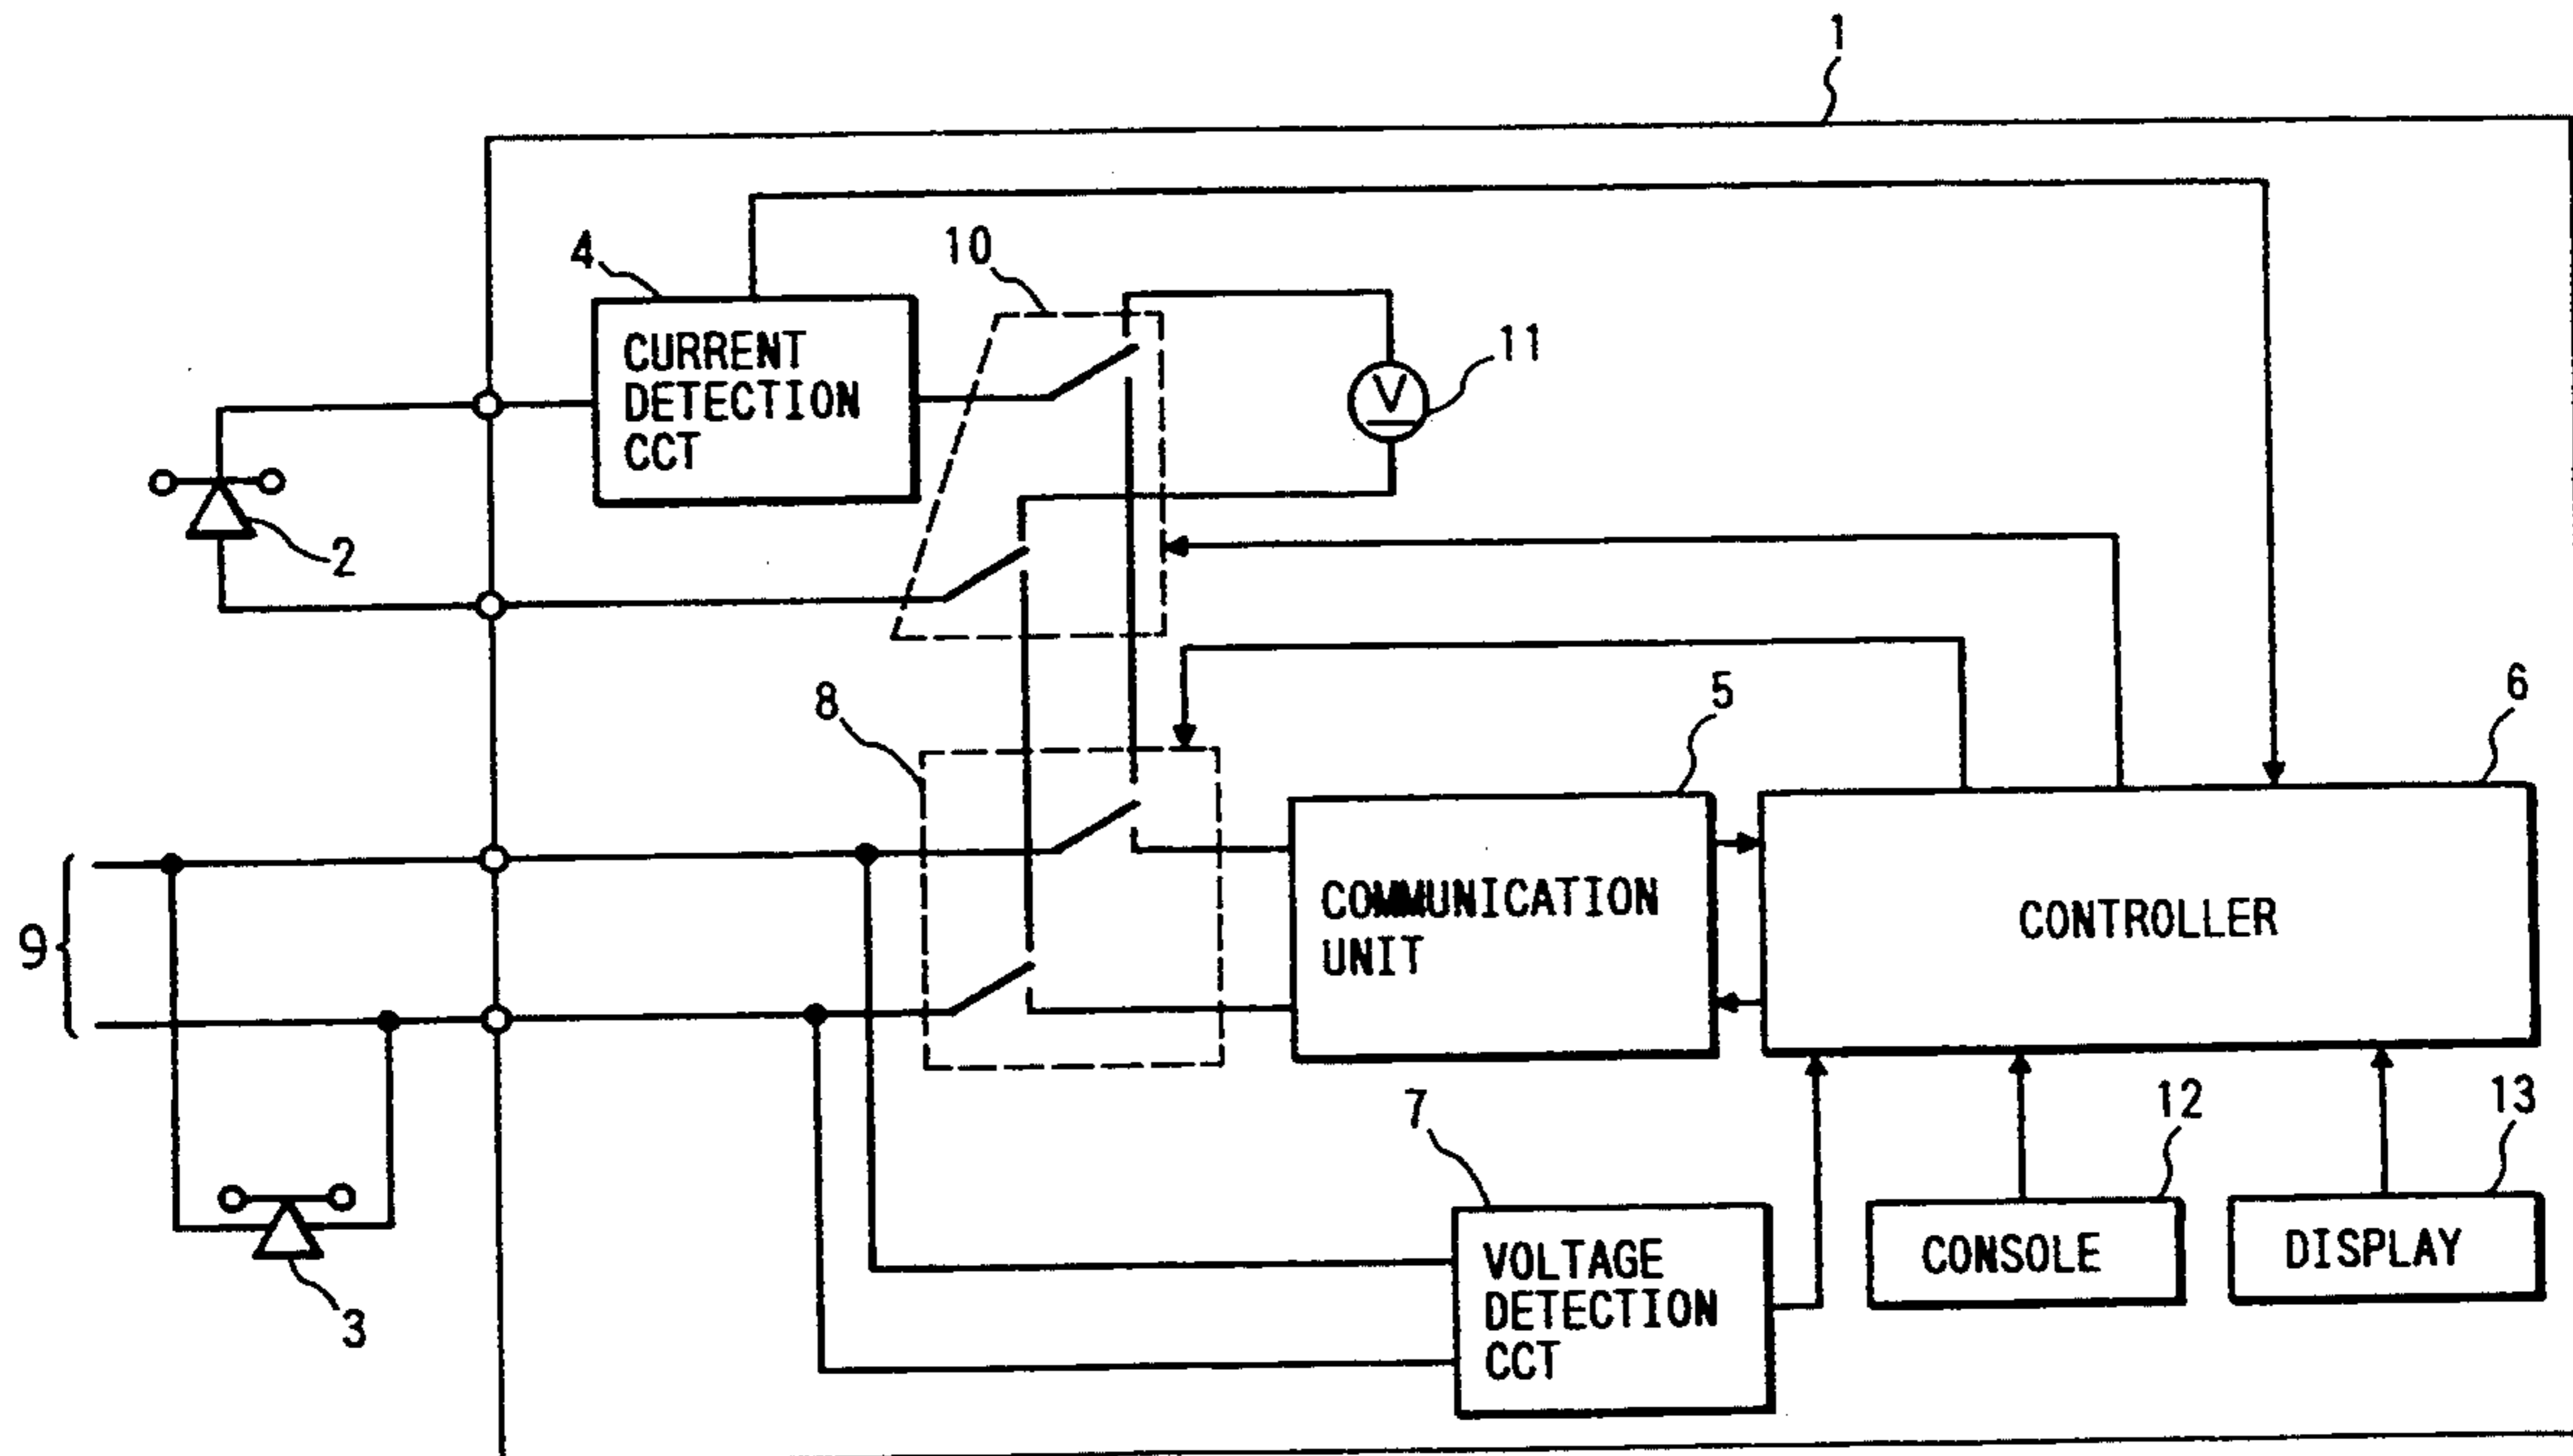 1
4
10
CURRENT
DETECTION
CCT
V
11
2
8
5
6
9
COMMUNICATION
UNIT
CONTROLLER
7
12
13
VOLTAGE
DETECTION
CCT
CONSOLE
DISPLAY
3